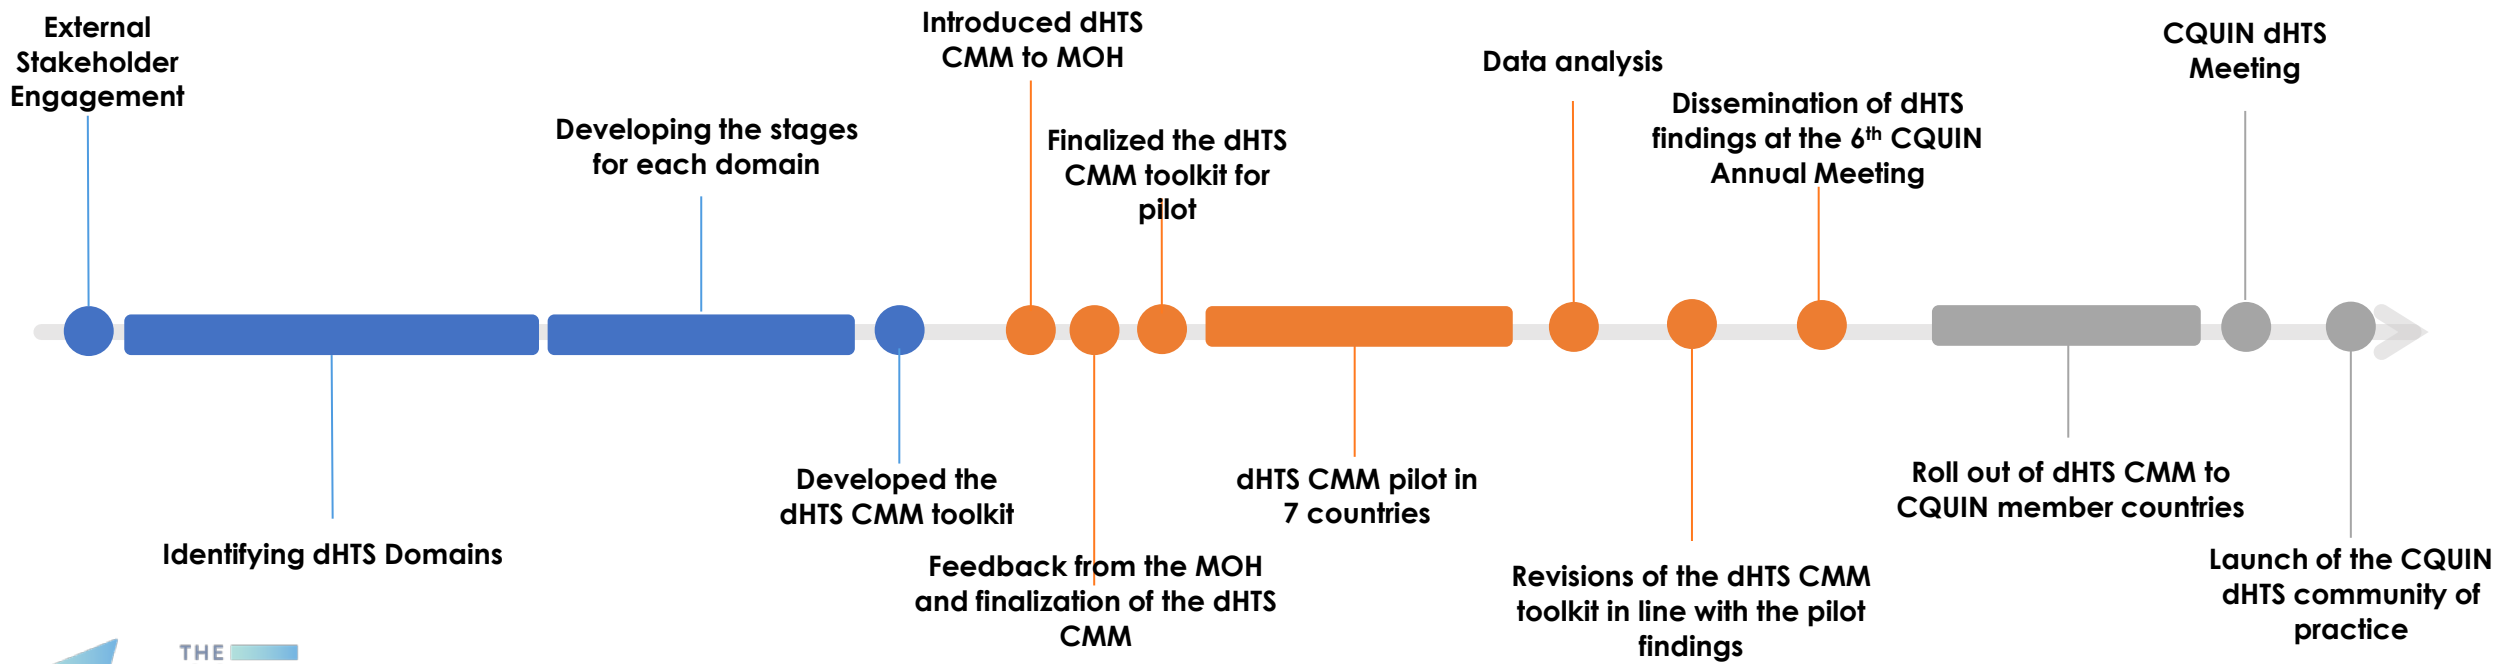 External
Stakeholder
Engagement
Developing the stages
for each domain
Introduced dHTS
CMM to MOH
Finalized the dHTS
CMM toolkit for
pilot
Data analysis
Dissemination of dHTS
findings at the 6th CQUIN
Annual Meeting
CQUIN dHTS
Meeting
Identifying dHTS Domains
Developed the
dHTS CMM toolkit
Feedback from the MOH
and finalization of the dHTS
CMM
dHTS CMM pilot in
7 countries
Revisions of the dHTS CMM
toolkit in line with the pilot
findings
Roll out of dHTS CMM to
CQUIN member countries
Launch of the CQUIN
dHTS community of
practice
THE